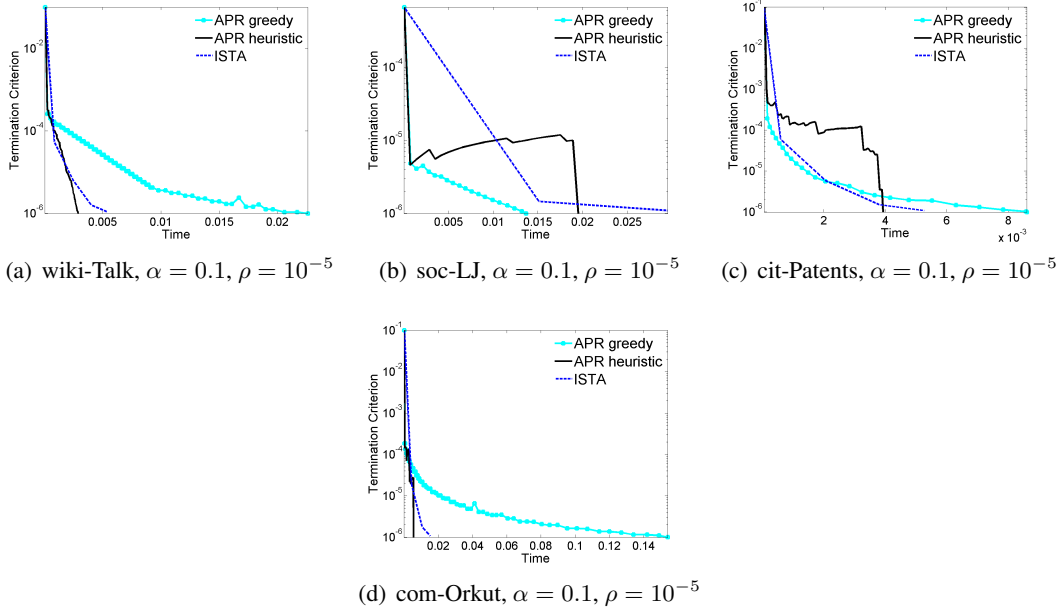 10^-2
10^-4
10^-6
Termination Criterion
0.005 0.01 0.015 0.02
Time
APR greedy
APR heuristic
ISTA
(a) wiki-Talk, α = 0.1, ρ = 10^-5
10^-4
10^-5
10^-6
Termination Criterion
0.005 0.01 0.015 0.02 0.025
Time
APR greedy
APR heuristic
ISTA
(b) soc-LJ, α = 0.1, ρ = 10^-5
10^-1
10^-2
10^-3
10^-4
10^-5
10^-6
Termination Criterion
2 4 6 8
x 10^-3
Time
APR greedy
APR heuristic
ISTA
(c) cit-Patents, α = 0.1, ρ = 10^-5
10^-1
10^-2
10^-3
10^-4
10^-5
10^-6
Termination Criterion
0.02 0.04 0.06 0.08 0.1 0.12 0.14
Time
APR greedy
APR heuristic
ISTA
(d) com-Orkut, α = 0.1, ρ = 10^-5